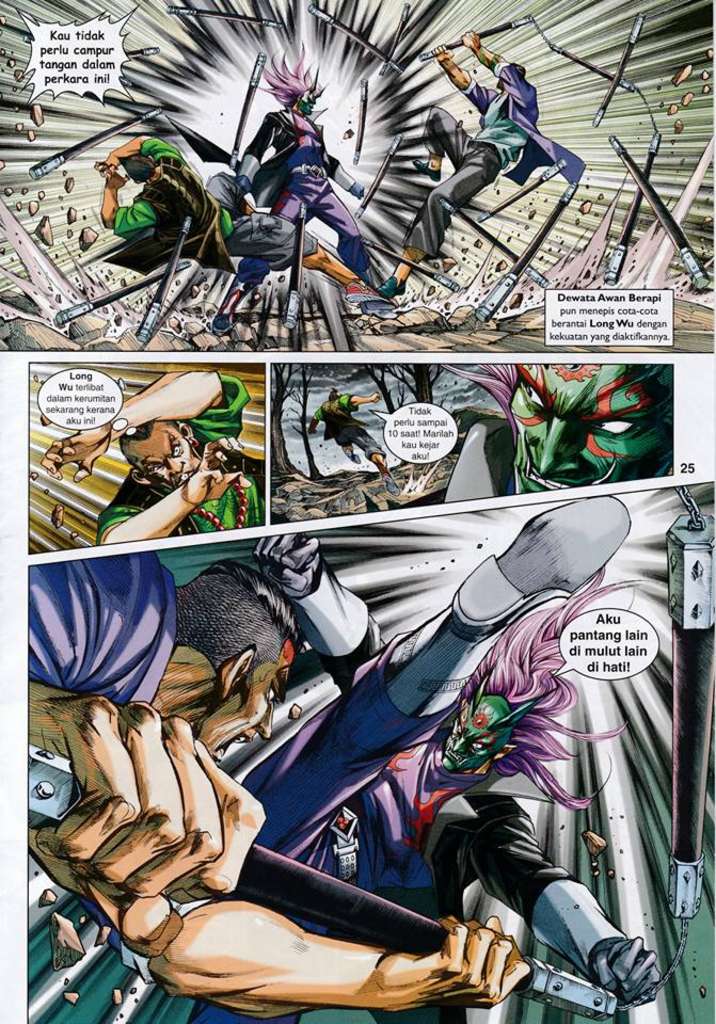 Kau tidak
perlu campur
tangan dalam
perkara ini!
Dewata Awan Berapi
pun menepis cota-cota
berantai Long Wu dengan
kekuatan yang diaktifkannya.
Long
Wu terlibat
dalam kerumitan
sekarang kerana
aku ini!
Tidak
perlu sampai
10 saat! Marilah
kau kejar
aku!
25
Aku
pantang lain
di mulut lain
di hati!